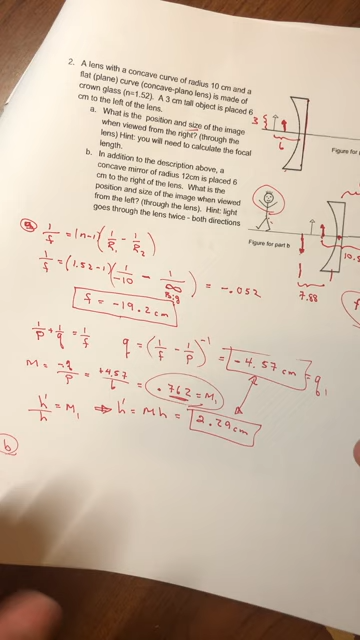 2. A lens with a concave curve of radius 10 cm and a
flat (plane) curve (concave-plano lens) is made of
crown glass (n=1.52). A 3 cm tall object is placed 6
cm to the left of the lens.
a. What is the position and size of the image
when viewed from the right? (through the
lens) Hint: you will need to calculate the focal
length.
b. In addition to the description above, a
concave mirror of radius 12cm is placed 6
cm to the right of the lens. What is the
position and size of the image when viewed
from the left? (through the lens). Hint: light
goes through the lens twice - both directions
3
6
Figure for
Figure for part b
7.88
10.5
a
1/f = (n-1)(1/R₁ - 1/R₂)
1/f = (1.52-1)(1/-10 - 1/∞) = -.052
Big
f = -19.2 cm
1/p + 1/q = 1/f q = (1/f - 1/p)⁻¹ = -4.57 cm = q₁
M = -q/p = +4.57/6 = .762 = M₁
h'/h = M₁ ⇒ h' = Mh = 2.29 cm
b